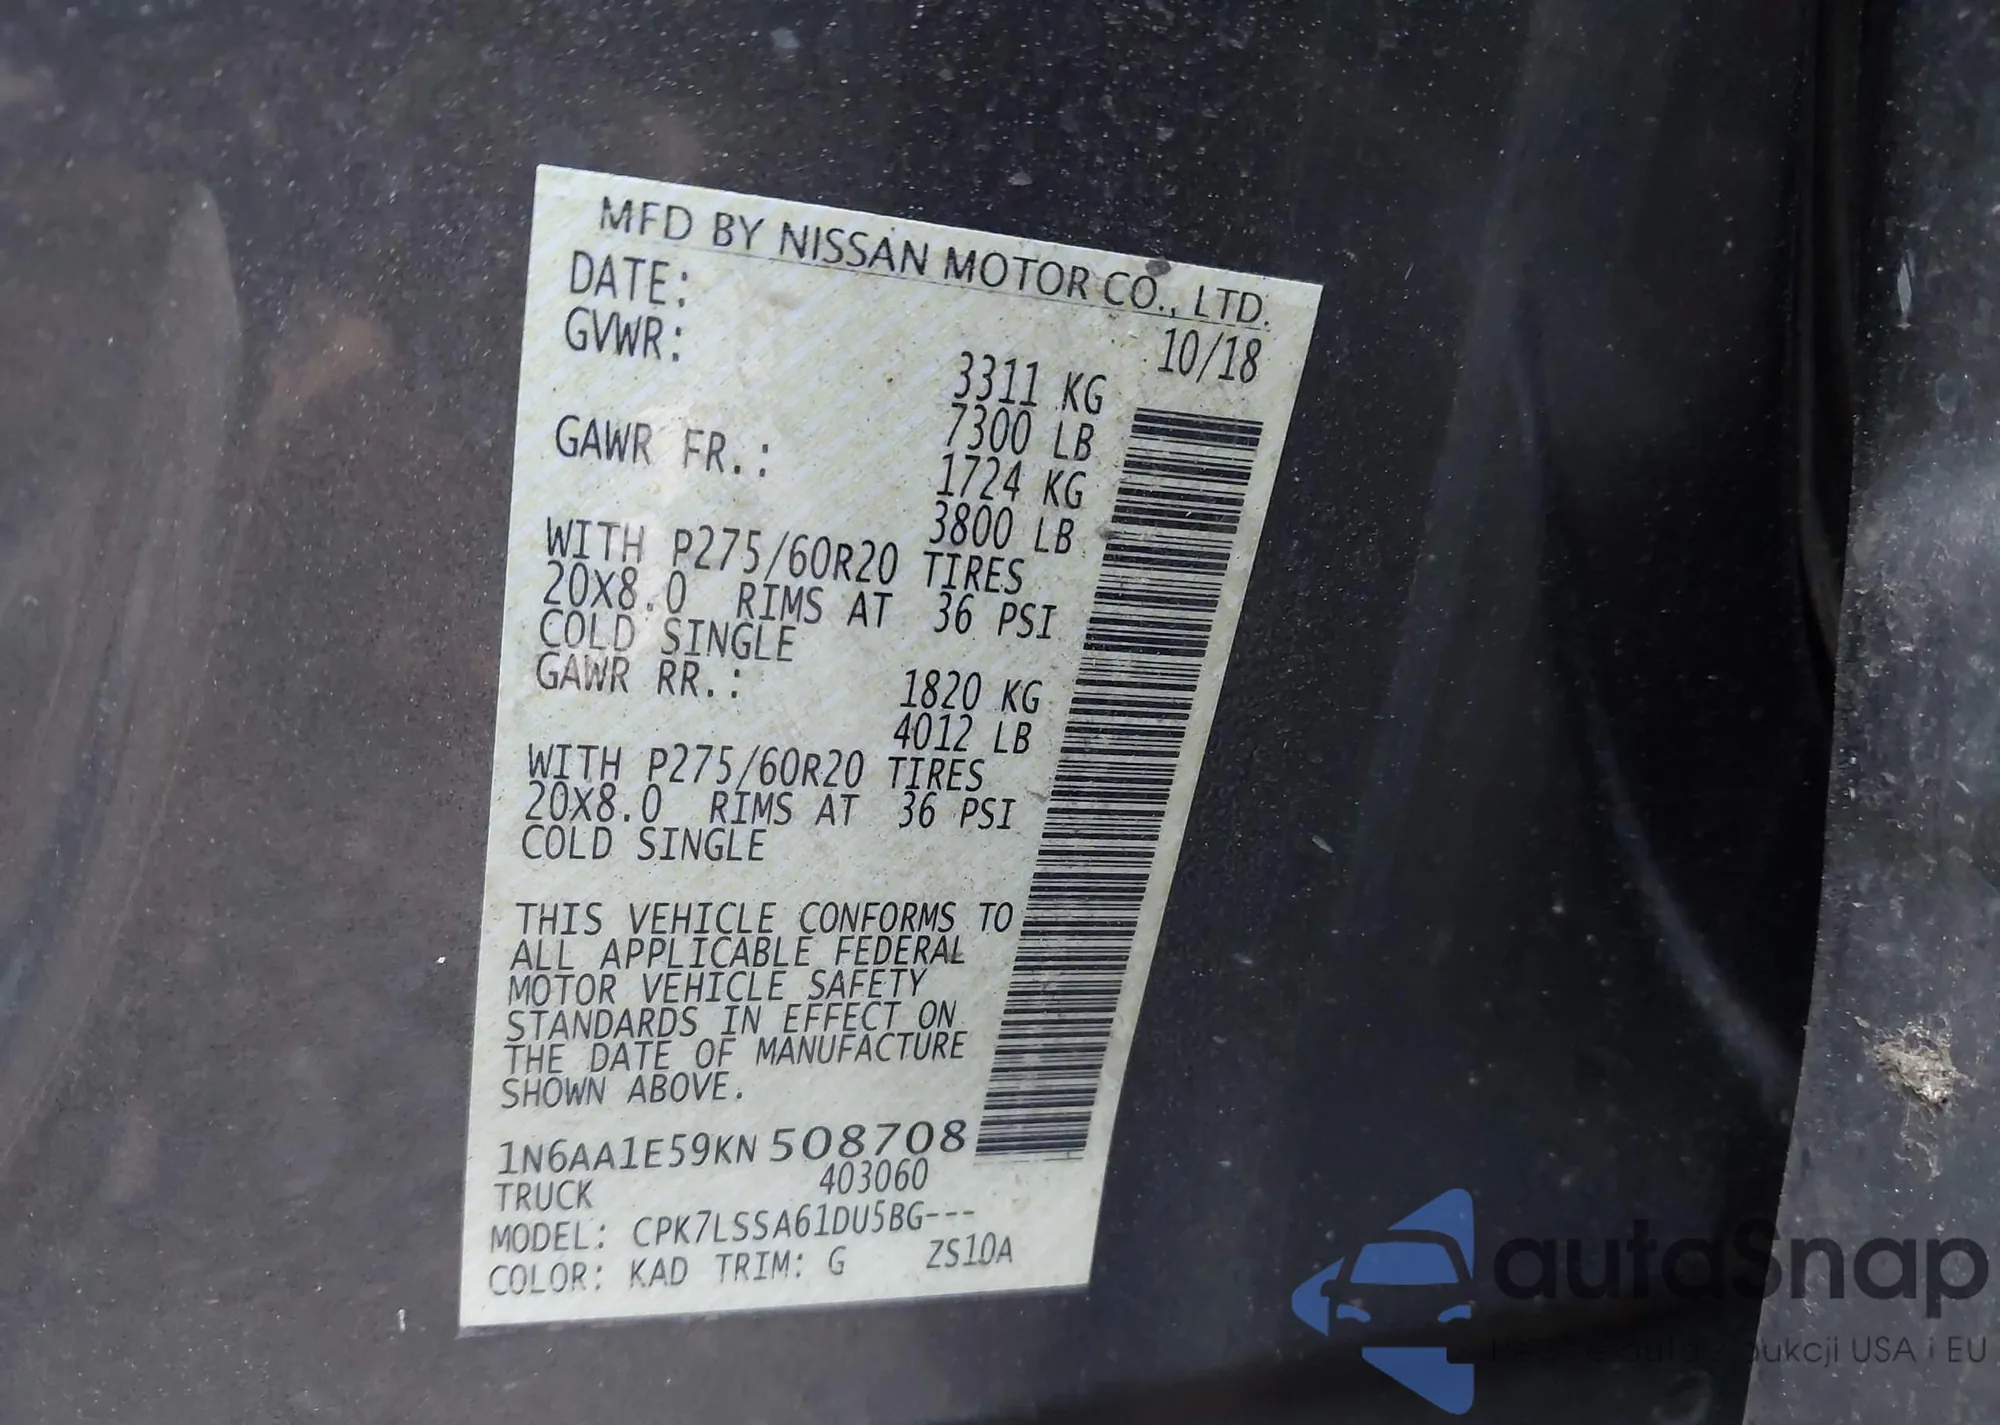 MFD BY NISSAN MOTOR CO., LTD.
DATE: 10/18
GVWR: 3311 KG
7300 LB
GAWR FR.: 1724 KG
3800 LB
WITH P275/60R20 TIRES
20X8.0 RIMS AT 36 PSI
COLD SINGLE
GAWR RR.: 1820 KG
4012 LB
WITH P275/60R20 TIRES
20X8.0 RIMS AT 36 PSI
COLD SINGLE
THIS VEHICLE CONFORMS TO
ALL APPLICABLE FEDERAL
MOTOR VEHICLE SAFETY
STANDARDS IN EFFECT ON
THE DATE OF MANUFACTURE
SHOWN ABOVE.
1N6AA1E59KN508708
TRUCK 403060
MODEL: CPK7LSSA61DU5BG---
COLOR: KAD TRIM: G ZS10A
autaSnap
USA i EU